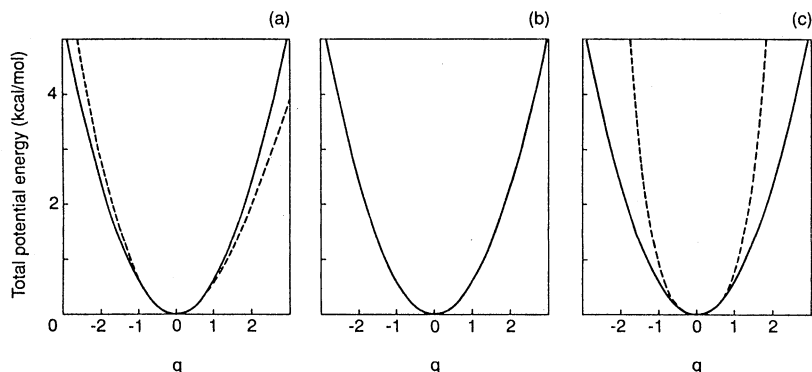 (a) (b) (c)
Total potential energy (kcal/mol)
4
2
0 -2 -1 0 1 2 -2 -1 0 1 2 -2 -1 0 1 2
q q q